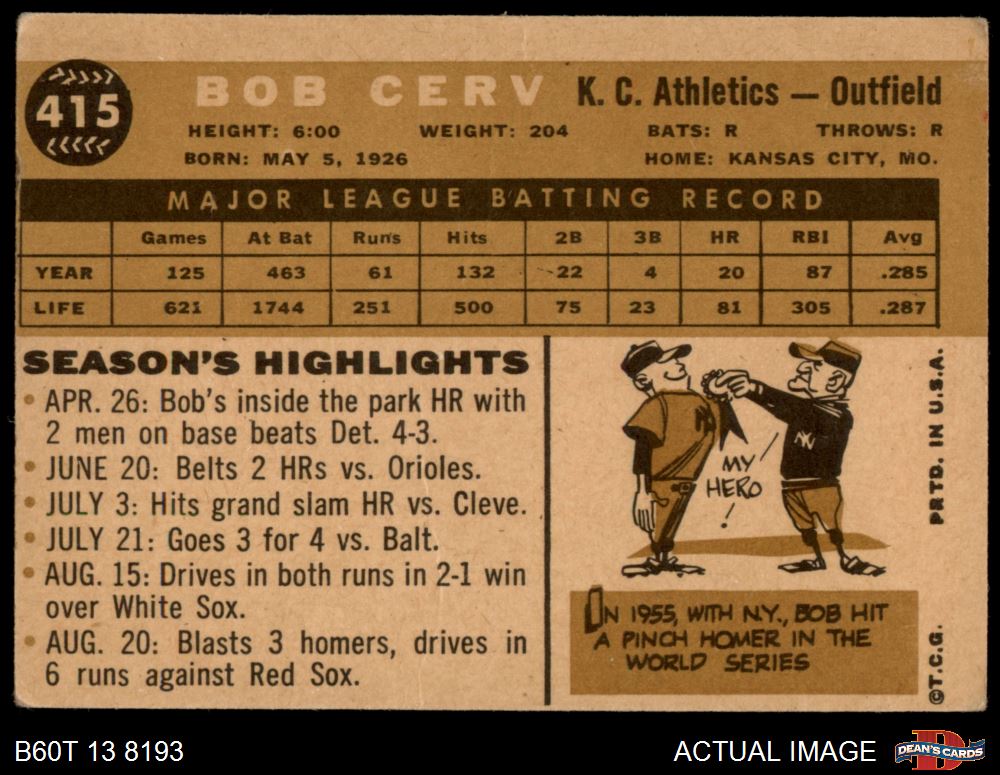 415
BOB CERV K. C. Athletics — Outfield
HEIGHT: 6:00 WEIGHT: 204 BATS: R THROWS: R
BORN: MAY 5, 1926 HOME: KANSAS CITY, MO.
MAJOR LEAGUE BATTING RECORD
Games At Bat Runs Hits 2B 3B HR RBI Avg
YEAR 125 463 61 132 22 4 20 87 .285
LIFE 621 1744 251 500 75 23 81 305 .287
SEASON'S HIGHLIGHTS
• APR. 26: Bob's inside the park HR with
2 men on base beats Det. 4-3.
• JUNE 20: Belts 2 HRs vs. Orioles.
• JULY 3: Hits grand slam HR vs. Cleve.
• JULY 21: Goes 3 for 4 vs. Balt.
• AUG. 15: Drives in both runs in 2-1 win
over White Sox.
• AUG. 20: Blasts 3 homers, drives in
6 runs against Red Sox.
NY
NY
MY
HERO
!
ON 1955, WITH N.Y., BOB HIT
A PINCH HOMER IN THE
WORLD SERIES
PRTD. IN U.S.A.
©T.C.G.
B60T 13 8193
ACTUAL IMAGE
D
DEAN'S CARDS